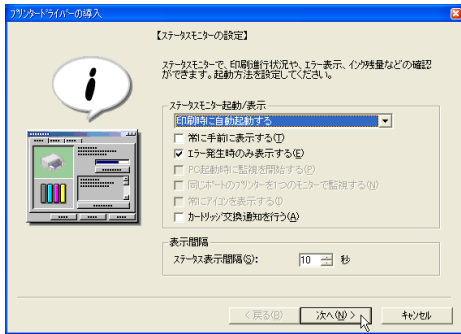 プリンタードライバーの導入
【ステータスモニターの設定】
ステータスモニターで、印刷進行状況や、エラー表示、インク残量などの確認
ができます。起動方法を設定してください。
ステータスモニター起動/表示
印刷時に自動起動する
常に手前に表示する(T)
エラー発生時のみ表示する(E)
PC起動時に監視を開始する(P)
同じポートのプリンターを1つのモニターで監視する(N)
常にアイコンを表示する(I)
カートリッジ交換通知を行う(A)
表示間隔
ステータス表示間隔(S):
10
秒
< 戻る(B)
次へ(N) >
キャンセル